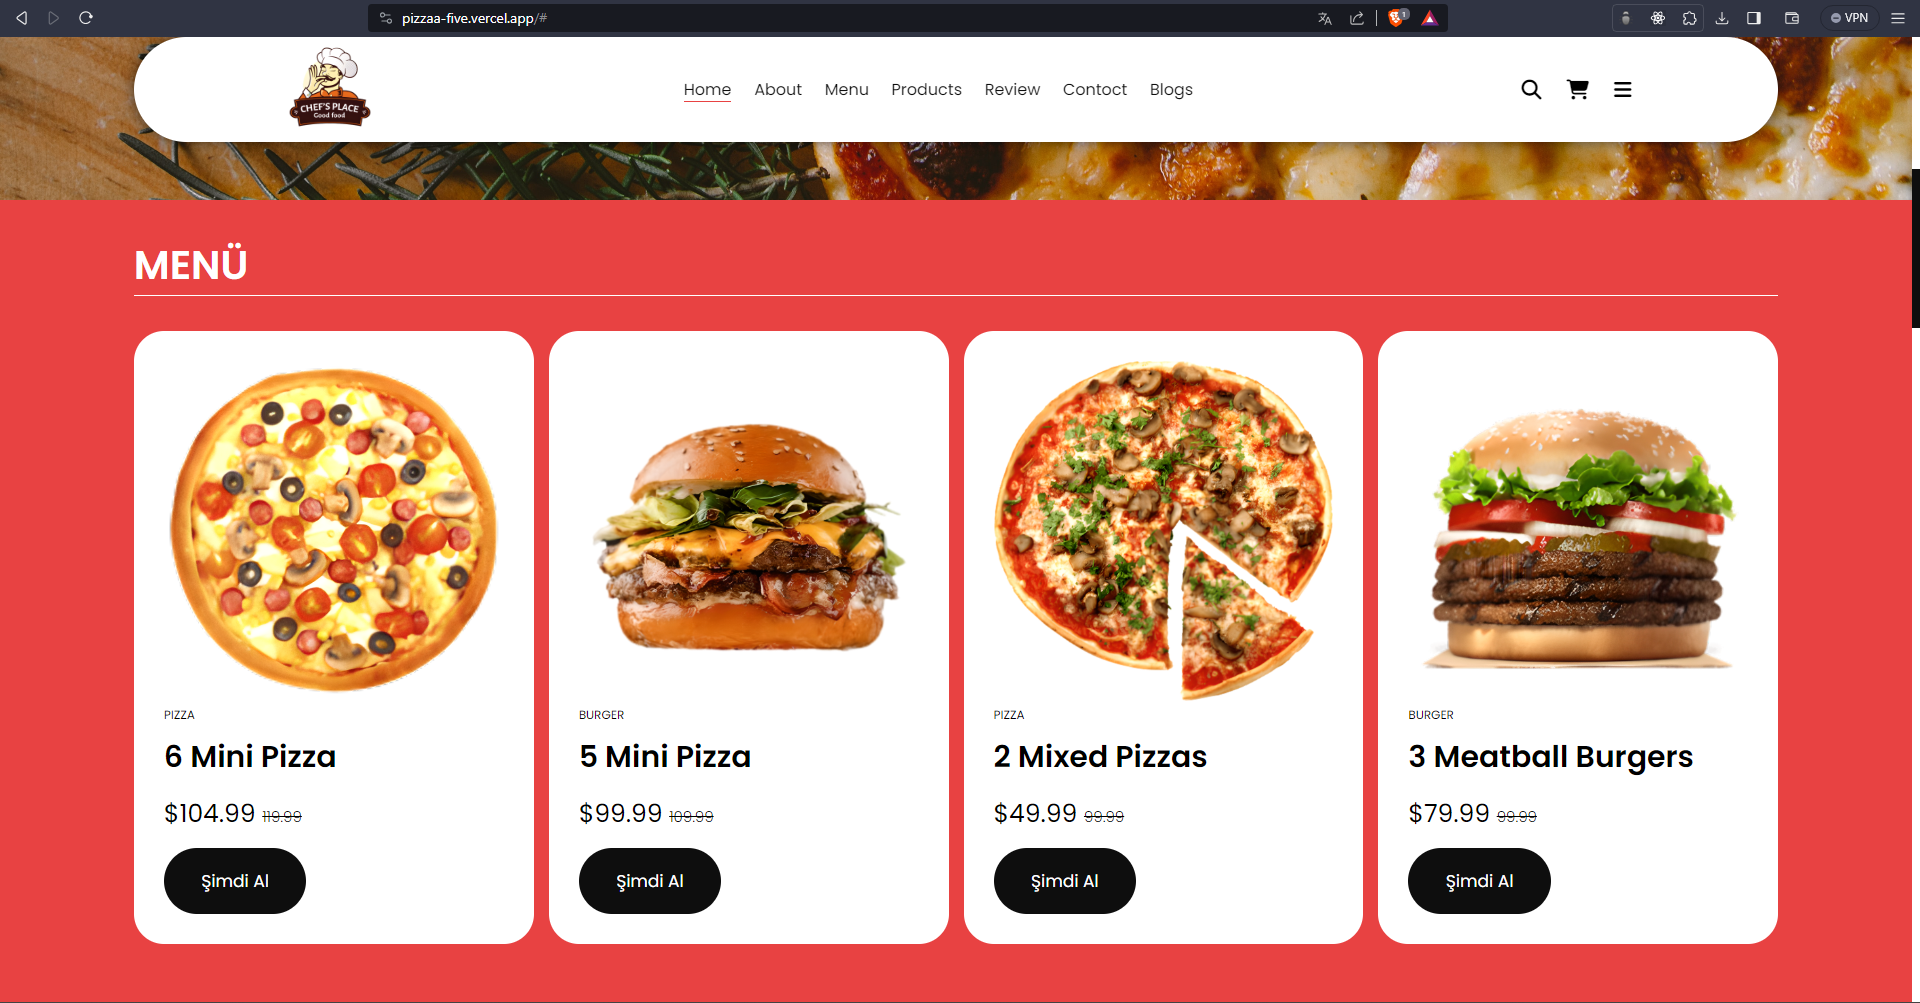 pizzaa-five.vercel.app/#
1
VPN
CHEF'S PLACE
Good food
Home About Menu Products Review Contoct Blogs
MENÜ
PIZZA
6 Mini Pizza
$104.99 119.99
Şimdi Al
BURGER
5 Mini Pizza
$99.99 109.99
Şimdi Al
PIZZA
2 Mixed Pizzas
$49.99 99.99
Şimdi Al
BURGER
3 Meatball Burgers
$79.99 99.99
Şimdi Al